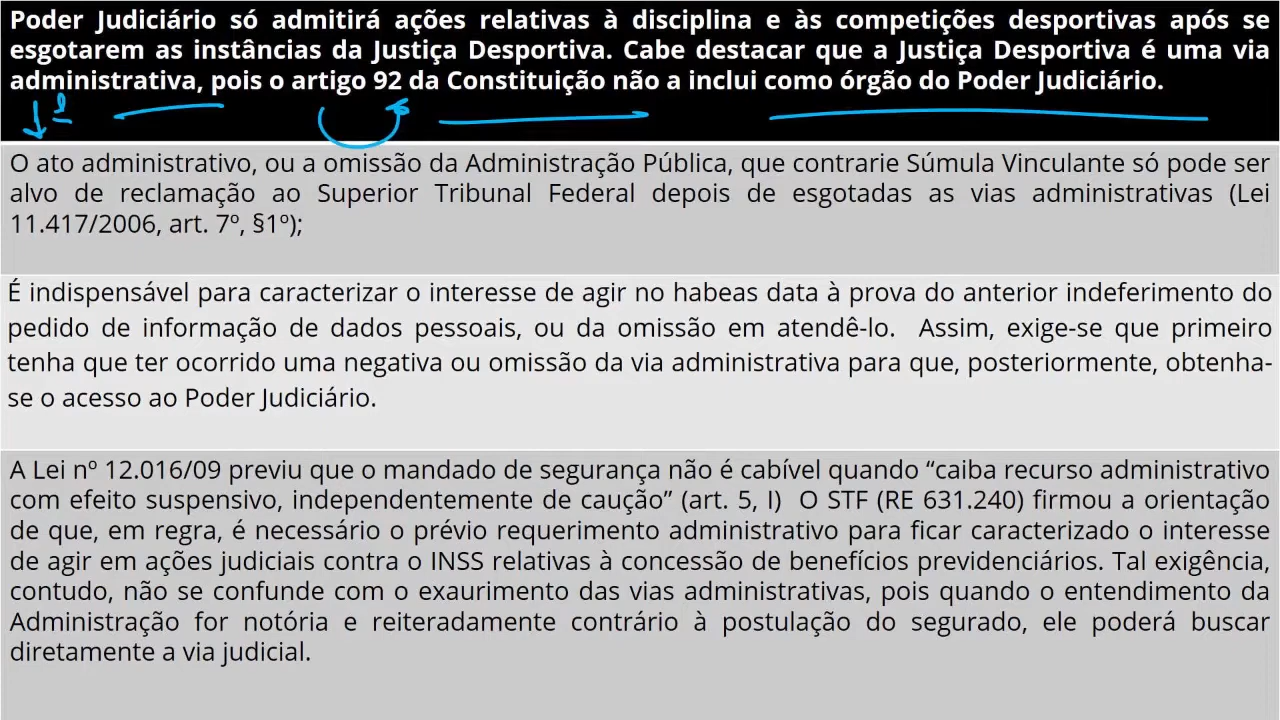 Poder Judiciário só admitirá ações relativas à disciplina e às competições desportivas após se
esgotarem as instâncias da Justiça Desportiva. Cabe destacar que a Justiça Desportiva é uma via
administrativa, pois o artigo 92 da Constituição não a inclui como órgão do Poder Judiciário.
O ato administrativo, ou a omissão da Administração Pública, que contrarie Súmula Vinculante só pode ser
alvo de reclamação ao Superior Tribunal Federal depois de esgotadas as vias administrativas (Lei
11.417/2006, art. 7º, §1º);
É indispensável para caracterizar o interesse de agir no habeas data à prova do anterior indeferimento do
pedido de informação de dados pessoais, ou da omissão em atendê-lo. Assim, exige-se que primeiro
tenha que ter ocorrido uma negativa ou omissão da via administrativa para que, posteriormente, obtenha-
se o acesso ao Poder Judiciário.
A Lei nº 12.016/09 previu que o mandado de segurança não é cabível quando “caiba recurso administrativo
com efeito suspensivo, independentemente de caução” (art. 5, I) O STF (RE 631.240) firmou a orientação
de que, em regra, é necessário o prévio requerimento administrativo para ficar caracterizado o interesse
de agir em ações judiciais contra o INSS relativas à concessão de benefícios previdenciários. Tal exigência,
contudo, não se confunde com o exaurimento das vias administrativas, pois quando o entendimento da
Administração for notória e reiteradamente contrário à postulação do segurado, ele poderá buscar
diretamente a via judicial.